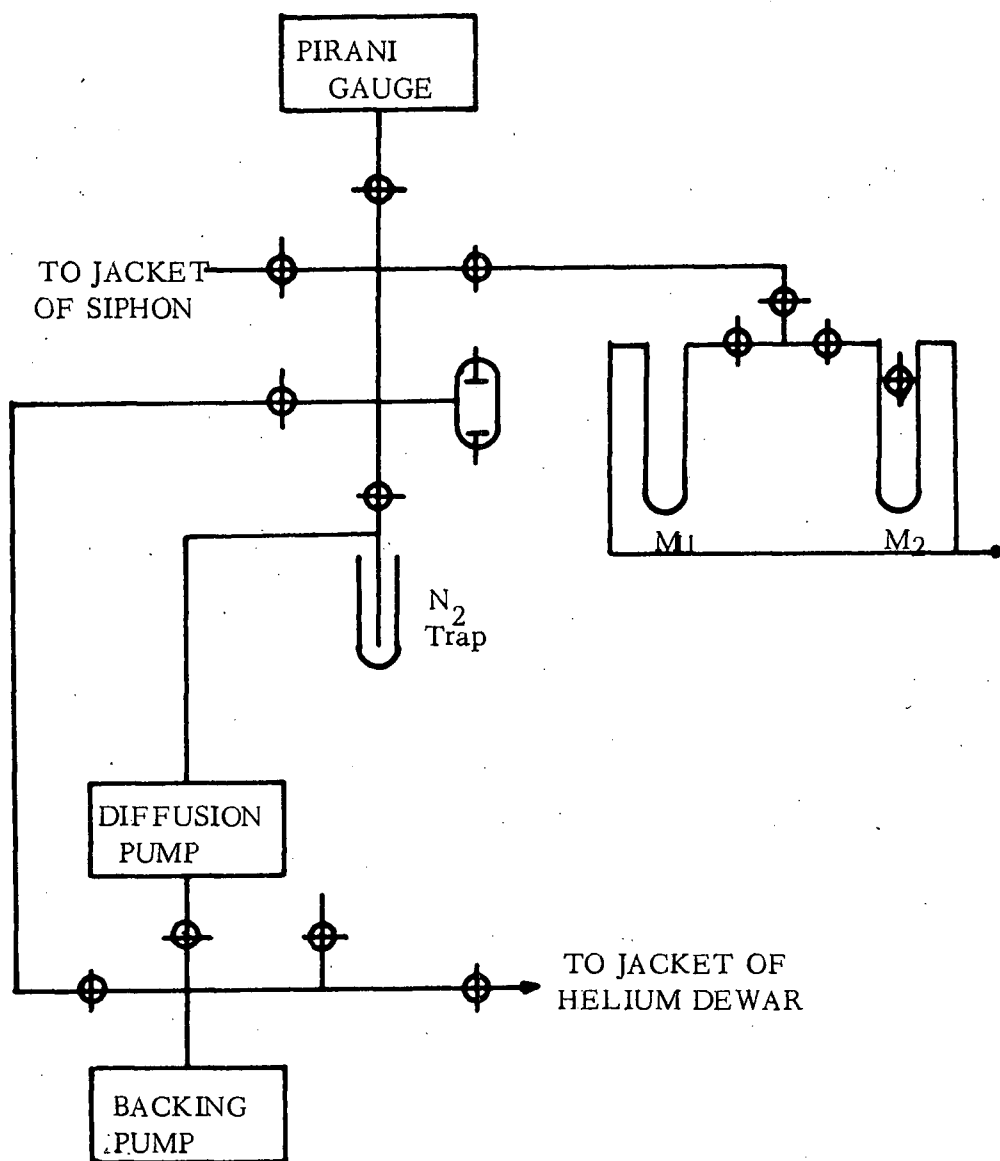 PIRANI
GAUGE
TO JACKET
OF SIPHON
M1
M2
N2
Trap
DIFFUSION
PUMP
TO JACKET OF
HELIUM DEWAR
BACKING
PUMP